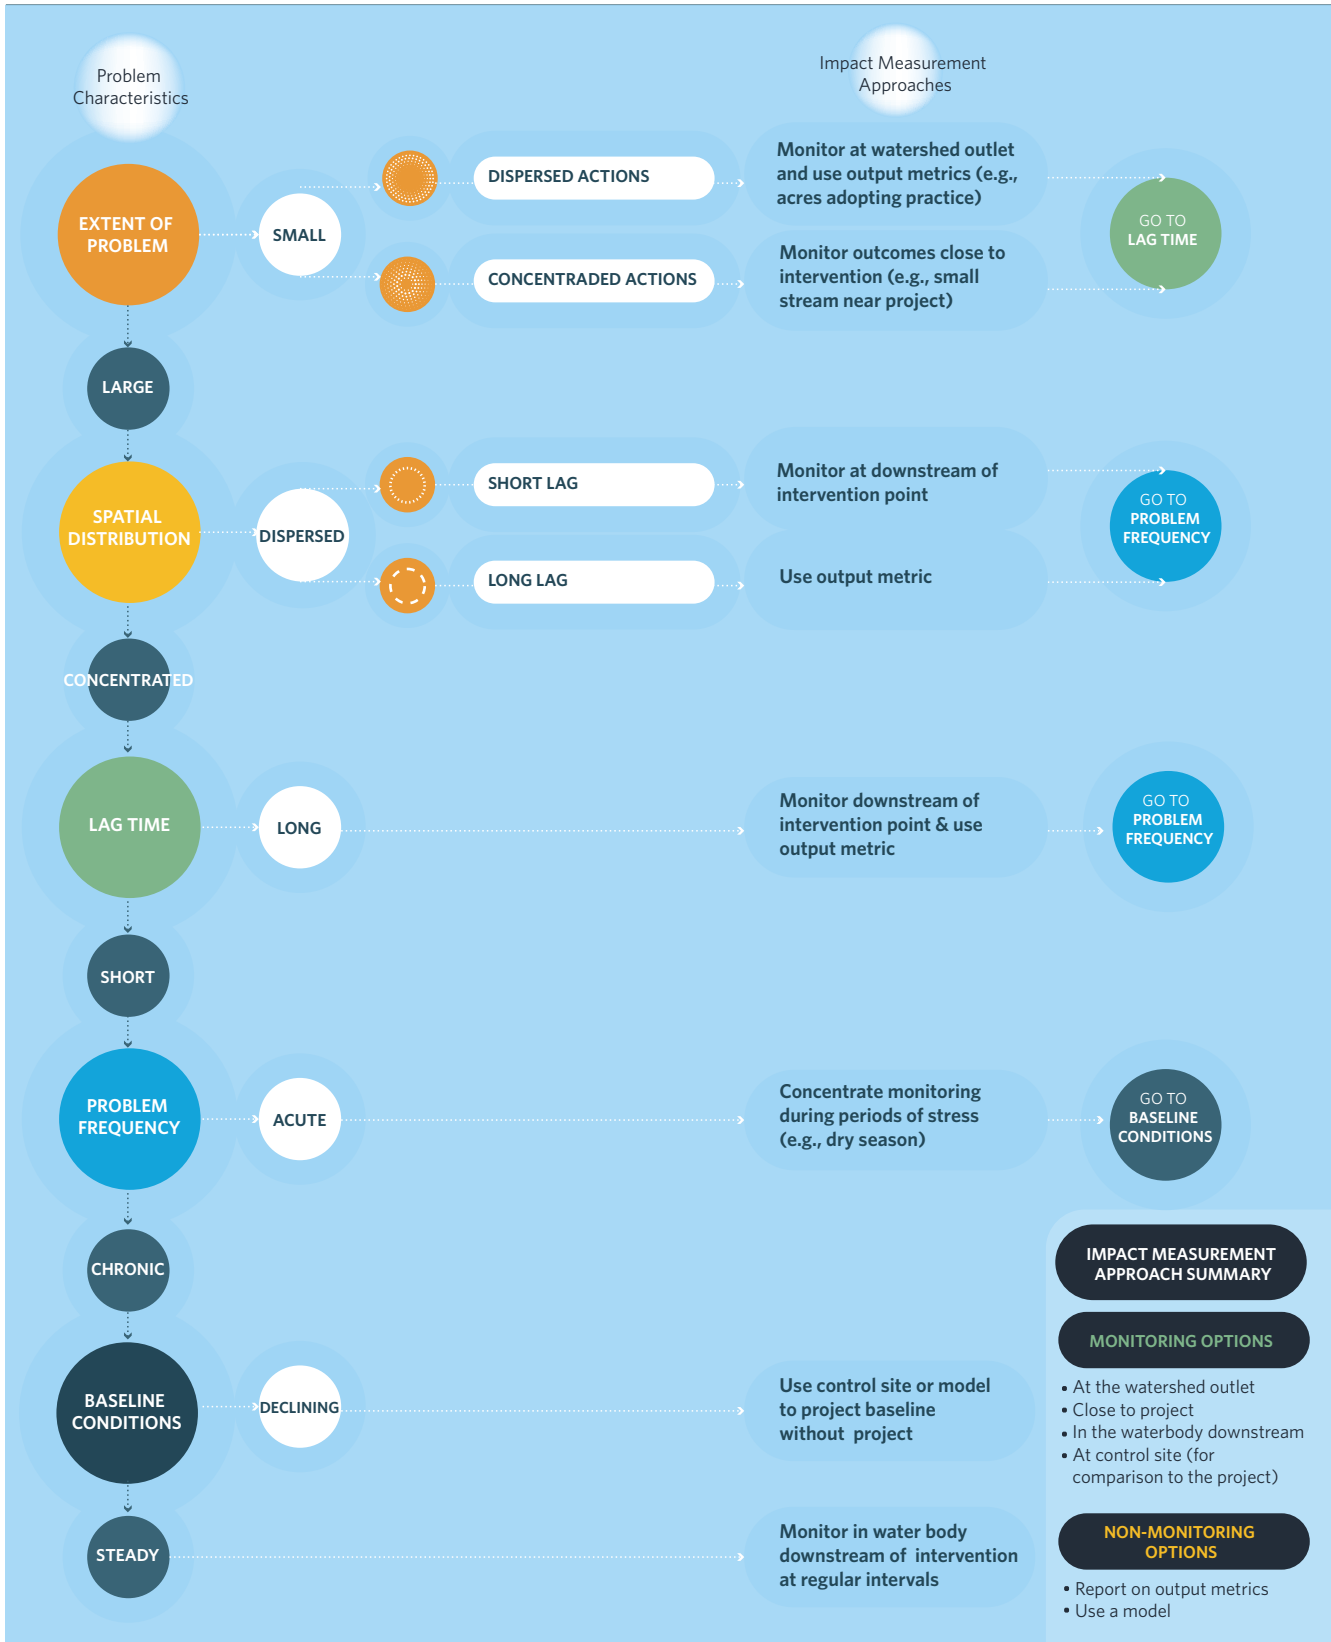 Problem
Characteristics
Impact Measurement
Approaches
EXTENT OF
PROBLEM
SMALL
DISPERSED ACTIONS
Monitor at watershed outlet
and use output metrics (e.g.,
acres adopting practice)
GO TO
LAG TIME
CONCENTRADED ACTIONS
Monitor outcomes close to
intervention (e.g., small
stream near project)
LARGE
SPATIAL
DISTRIBUTION
DISPERSED
SHORT LAG
Monitor at downstream of
intervention point
GO TO
PROBLEM
FREQUENCY
LONG LAG
Use output metric
CONCENTRATED
LAG TIME
LONG
Monitor downstream of
intervention point & use
output metric
GO TO
PROBLEM
FREQUENCY
SHORT
PROBLEM
FREQUENCY
ACUTE
Concentrate monitoring
during periods of stress
(e.g., dry season)
GO TO
BASELINE
CONDITIONS
CHRONIC
BASELINE
CONDITIONS
DECLINING
Use control site or model
to project baseline
without project
STEADY
Monitor in water body
downstream of intervention
at regular intervals
IMPACT MEASUREMENT
APPROACH SUMMARY
MONITORING OPTIONS
• At the watershed outlet
• Close to project
• In the waterbody downstream
• At control site (for
comparison to the project)
NON-MONITORING
OPTIONS
• Report on output metrics
• Use a model